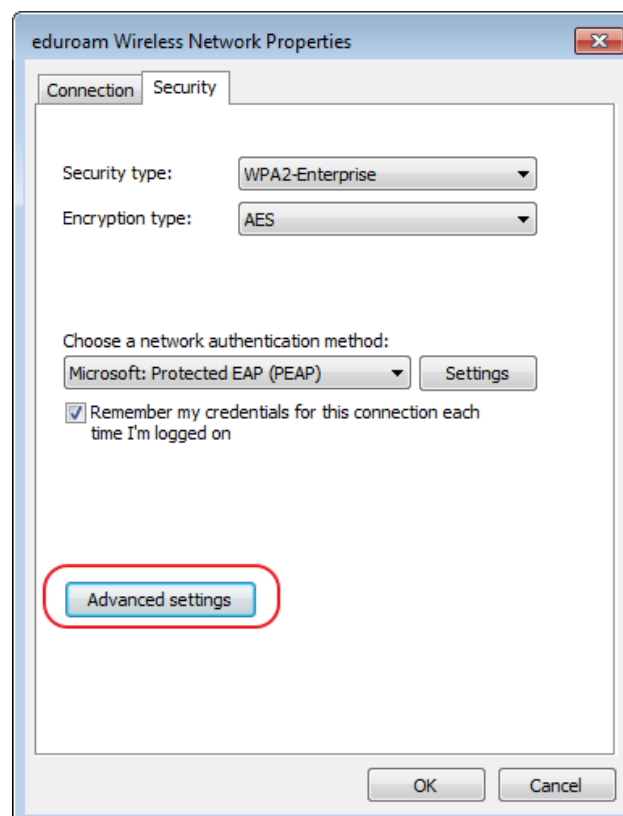 eduroam Wireless Network Properties
Connection
Security
Security type:
WPA2-Enterprise
Encryption type:
AES
Choose a network authentication method:
Microsoft: Protected EAP (PEAP)
Settings
Remember my credentials for this connection each
time I'm logged on
Advanced settings
OK
Cancel